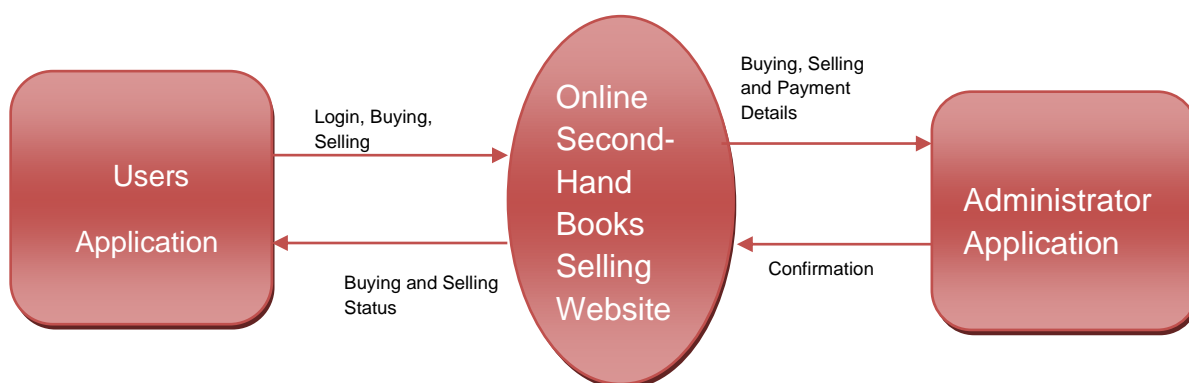 Users
Application
Login, Buying,
Selling
Buying and Selling
Status
Online
Second-
Hand
Books
Selling
Website
Buying, Selling
and Payment
Details
Confirmation
Administrator
Application